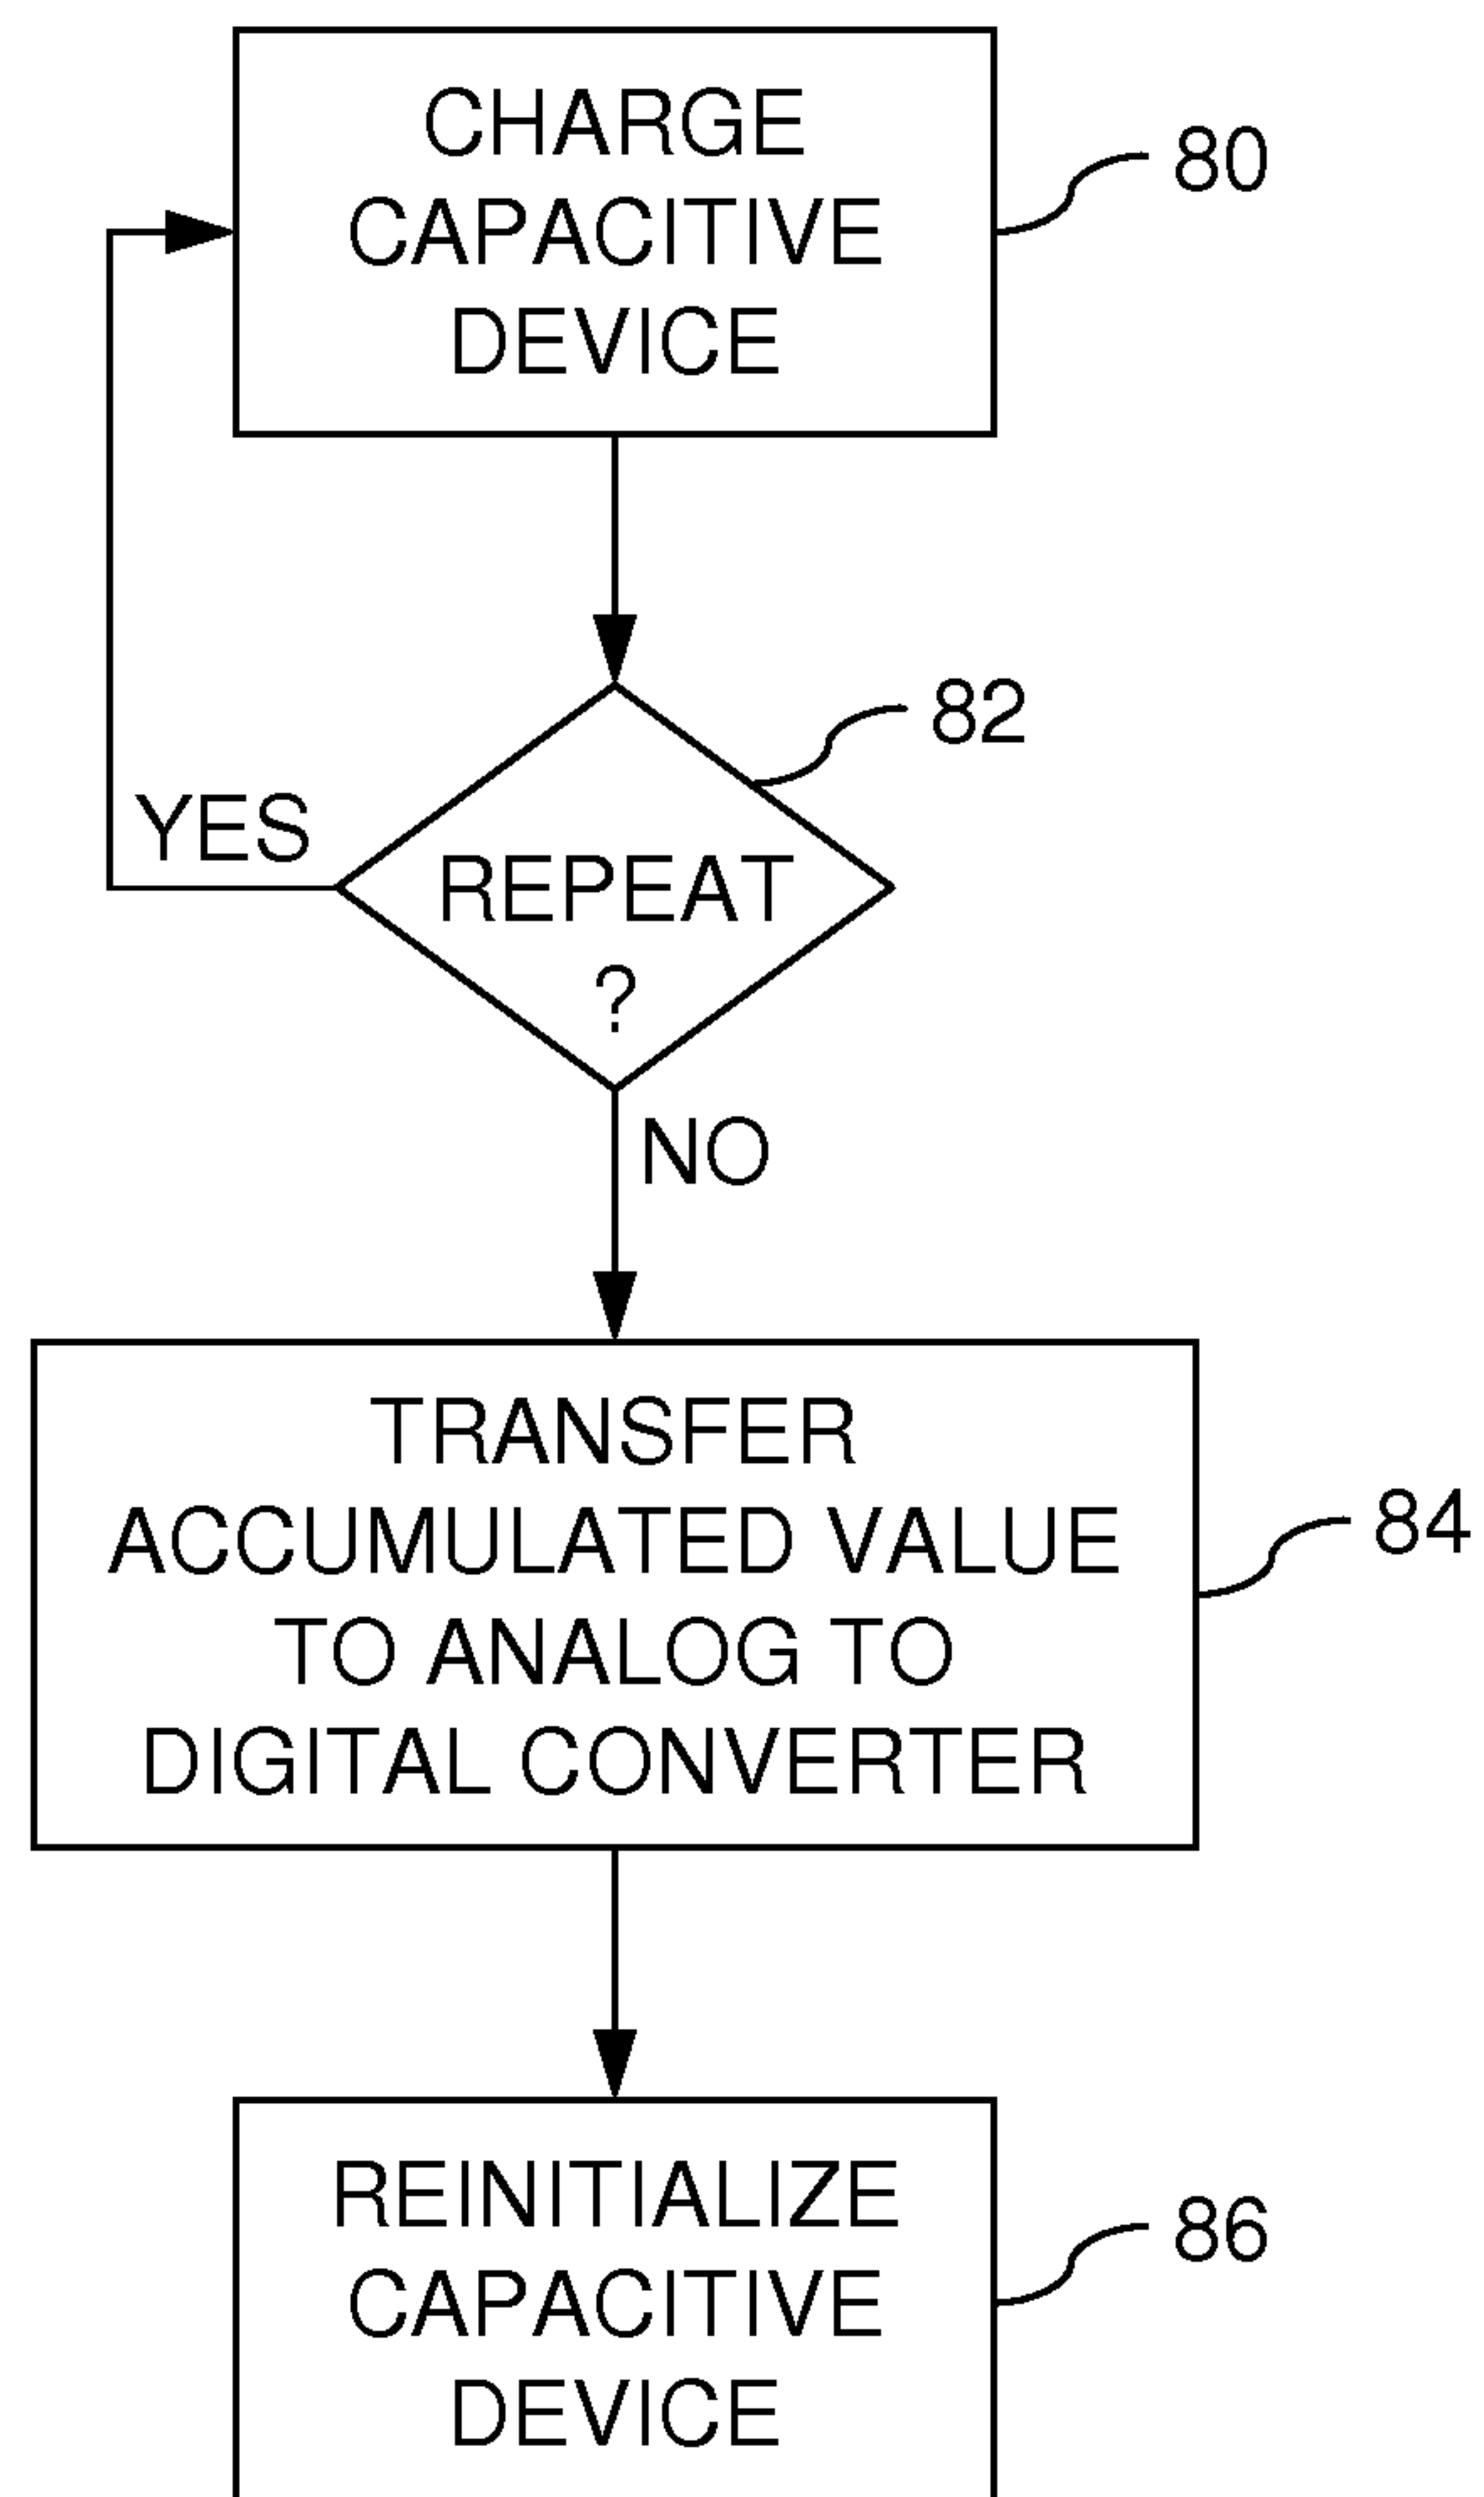 CHARGE
CAPACITIVE
DEVICE
80
82
YES
REPEAT
?
NO
TRANSFER
ACCUMULATED VALUE
TO ANALOG TO
DIGITAL CONVERTER
84
REINITIALIZE
CAPACITIVE
DEVICE
86